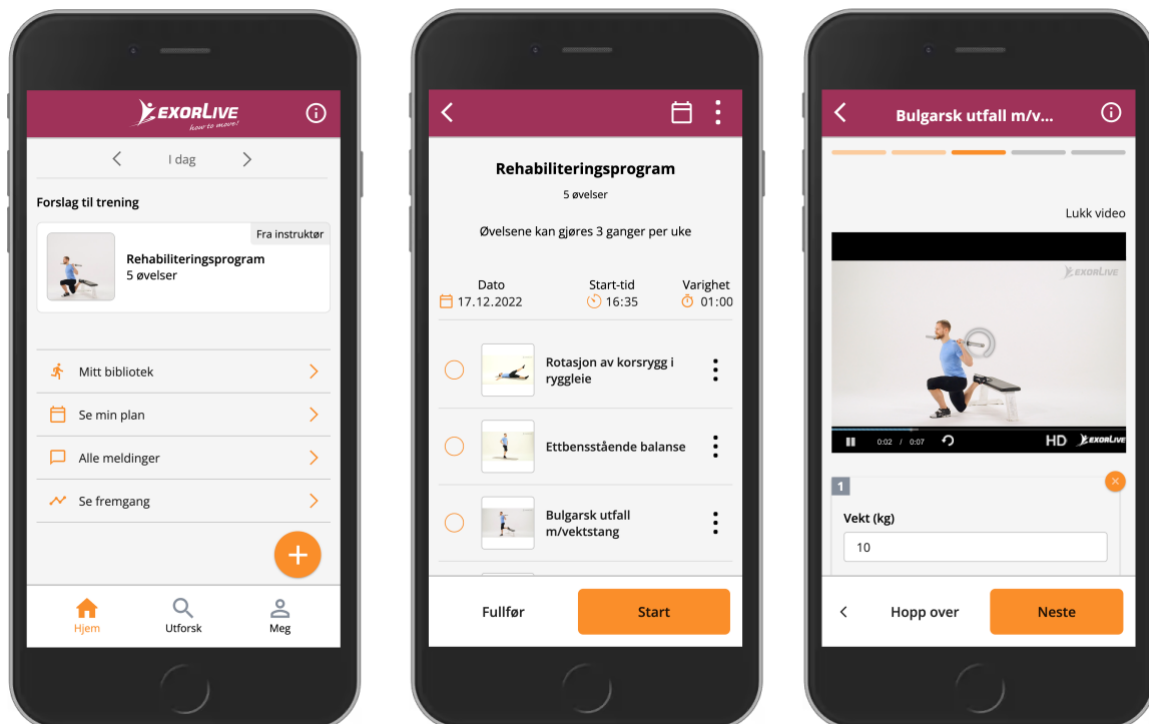 EXORLIVE
how to move!
I dag
Forslag til trening
Fra instruktør
Rehabiliteringsprogram
5 øvelser
Mitt bibliotek
Se min plan
Alle meldinger
Se fremgang
Hjem
Utforsk
Meg
Rehabiliteringsprogram
5 øvelser
Øvelsene kan gjøres 3 ganger per uke
Dato Start-tid Varighet
17.12.2022 16:35 01:00
Rotasjon av korsrygg i
ryggleie
Ettbensstående balanse
Bulgarsk utfall
m/vektstang
Fullfør Start
Bulgarsk utfall m/v...
Lukk video
EXORLIVE
0:02 / 0:07 HD EXORLIVE
1
Vekt (kg)
10
Hopp over Neste